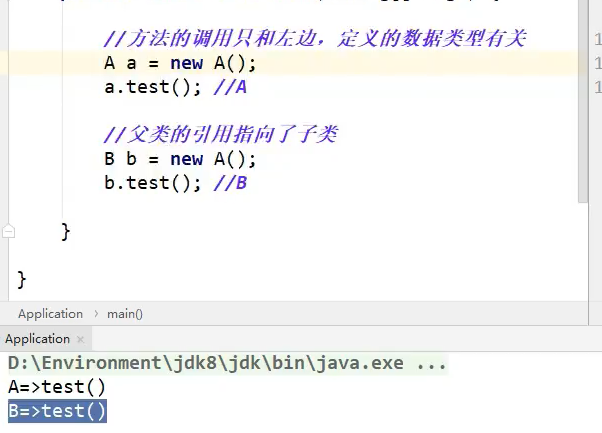 //方法的调用只和左边，定义的数据类型有关
A a = new A();
a.test(); //A
//父类的引用指向了子类
B b = new A();
b.test(); //B
}
}
Application > main()
Application ×
D:\Environment\jdk8\jdk\bin\java.exe ...
A=>test()
B=>test()